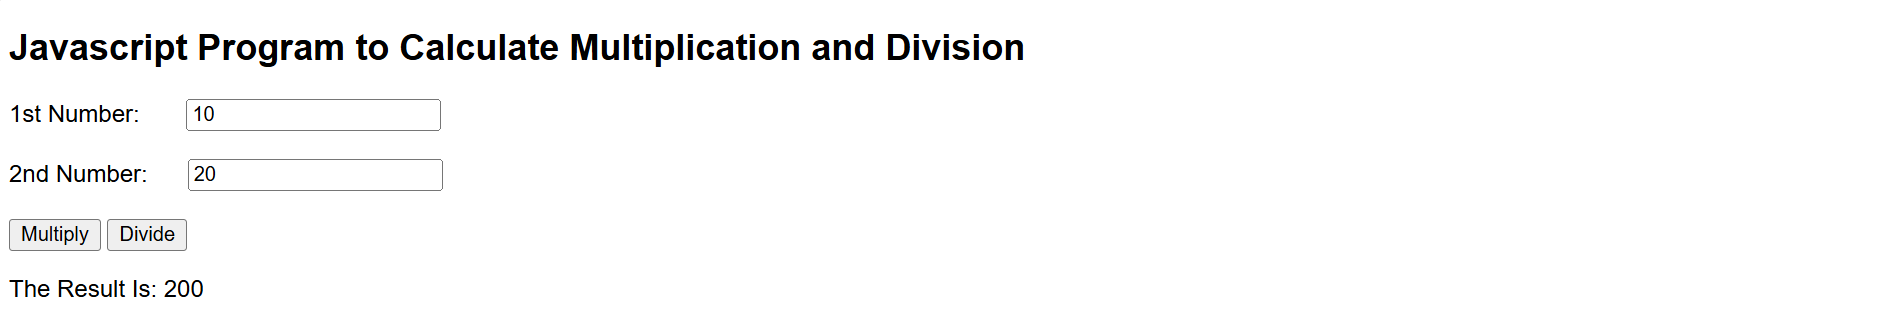 Javascript Program to Calculate Multiplication and Division
1st Number: 10
2nd Number: 20
Multiply Divide
The Result Is: 200